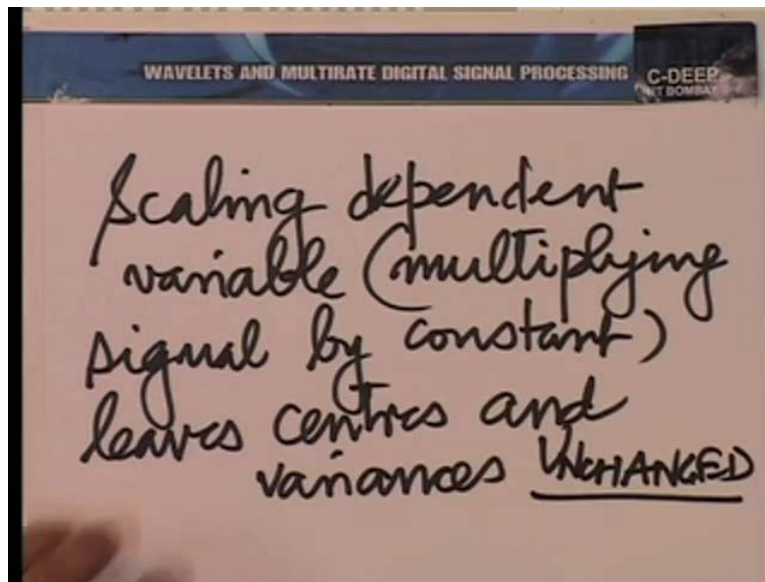 WAVELETS AND MULTIRATE DIGITAL SIGNAL PROCESSING
C-DEEP
IIT BOMBAY
Scaling dependent
variable (multiplying
signal by constant)
leaves centres and
variances UNCHANGED